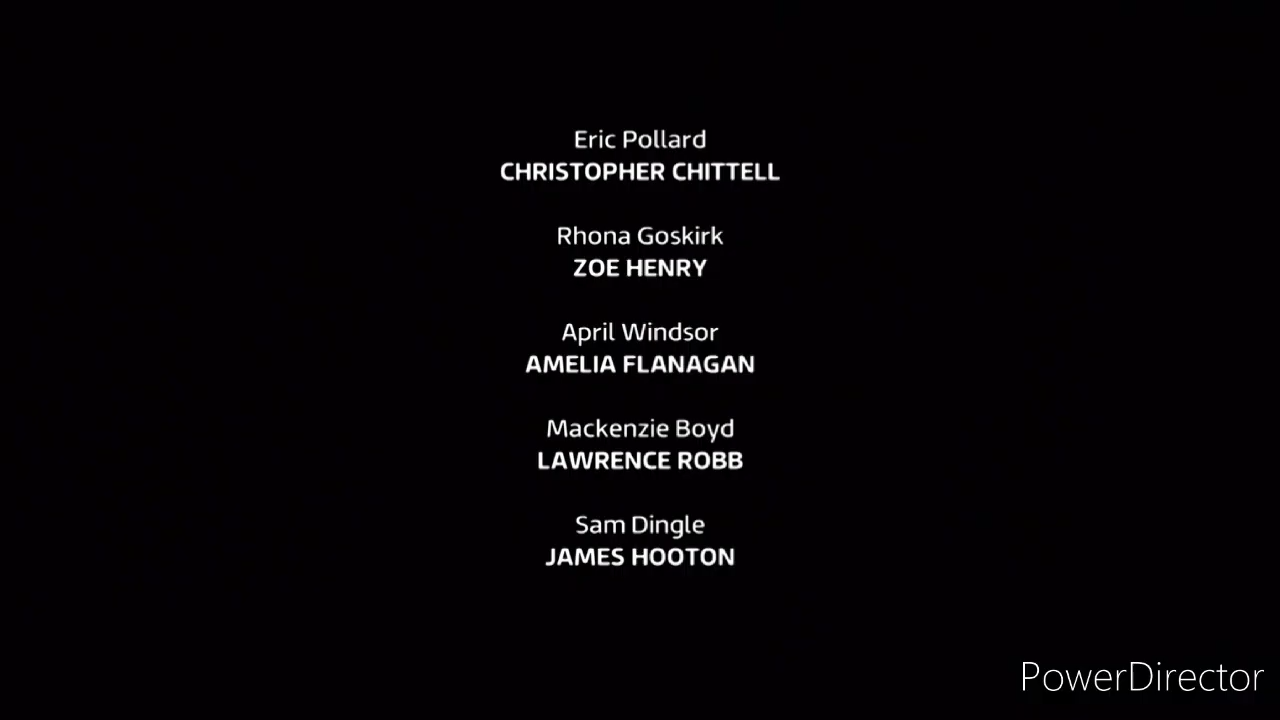 Eric Pollard
CHRISTOPHER CHITTELL
Rhona Goskirk
ZOE HENRY
April Windsor
AMELIA FLANAGAN
Mackenzie Boyd
LAWRENCE ROBB
Sam Dingle
JAMES HOOTON
PowerDirector